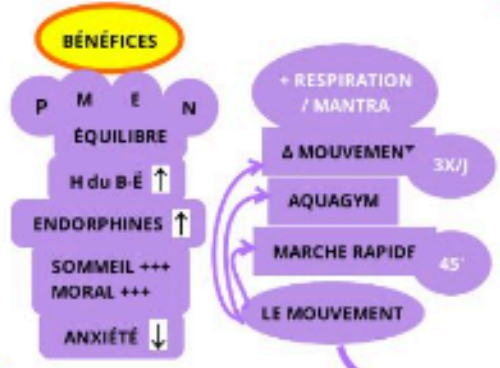 BÉNÉFICES
P M E N
ÉQUILIBRE
H du B-Ê ↑
ENDORPHINES ↑
SOMMEIL +++
MORAL +++
ANXIÉTÉ ↓
+ RESPIRATION
/ MANTRA
Δ MOUVEMENT
3X/J
AQUAGYM
MARCHE RAPIDE
45'
LE MOUVEMENT